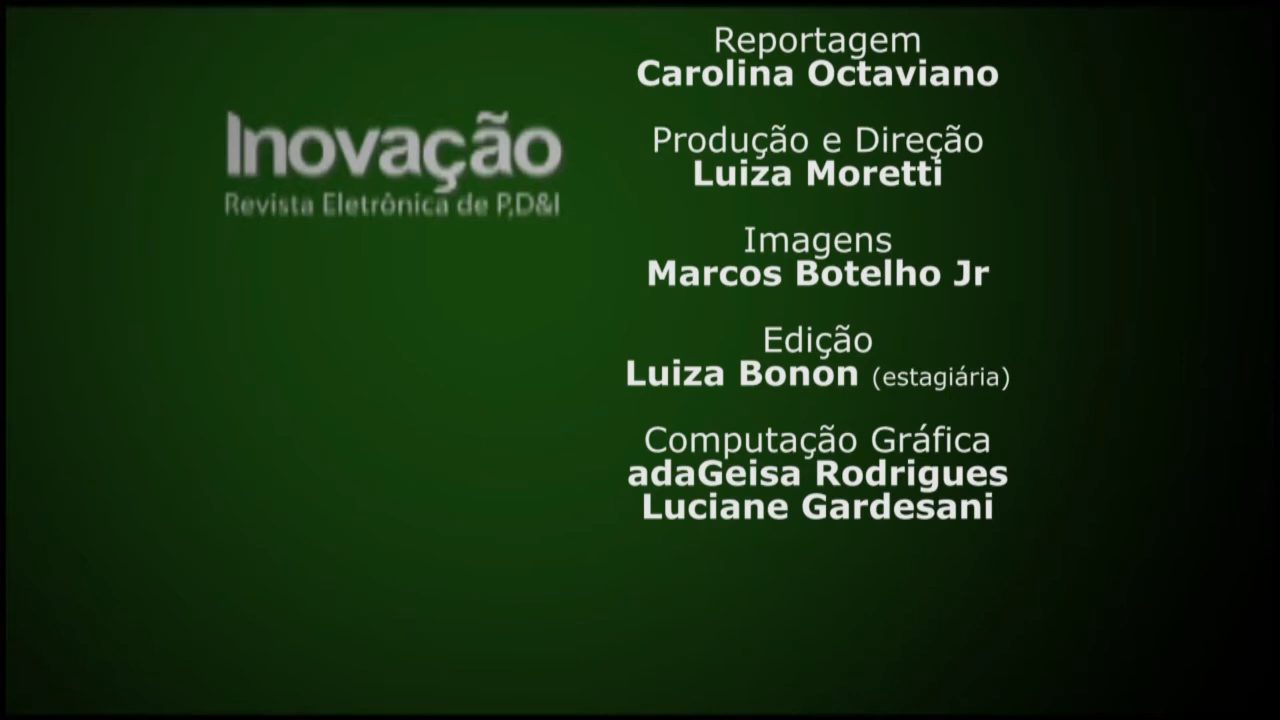 Inovação
Revista Eletrônica de P,D&I
Reportagem
Carolina Octaviano
Produção e Direção
Luiza Moretti
Imagens
Marcos Botelho Jr
Edição
Luiza Bonon (estagiária)
Computação Gráfica
adaGeisa Rodrigues
Luciane Gardesani